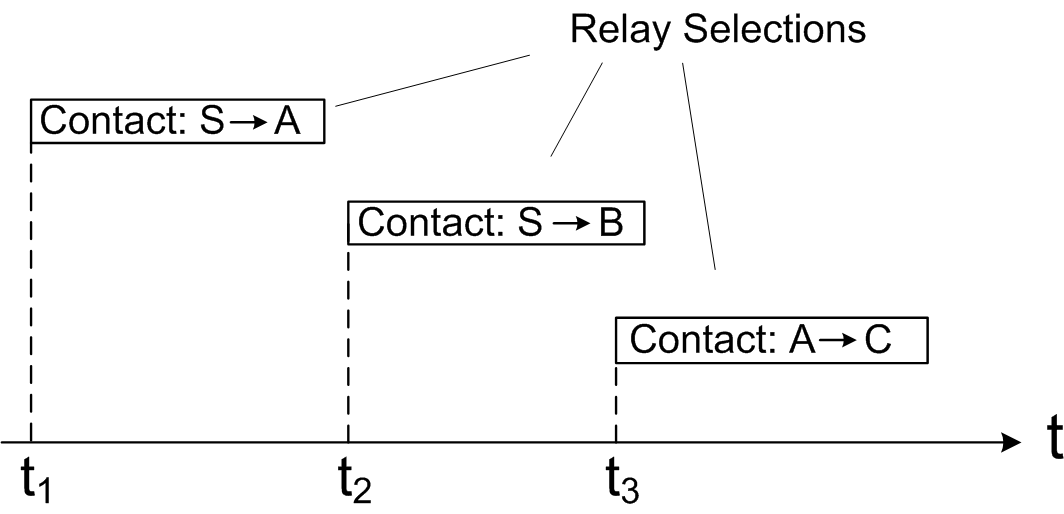 Relay Selections
Contact: S→A
Contact: S→B
Contact: A→C
t
t₁
t₂
t₃